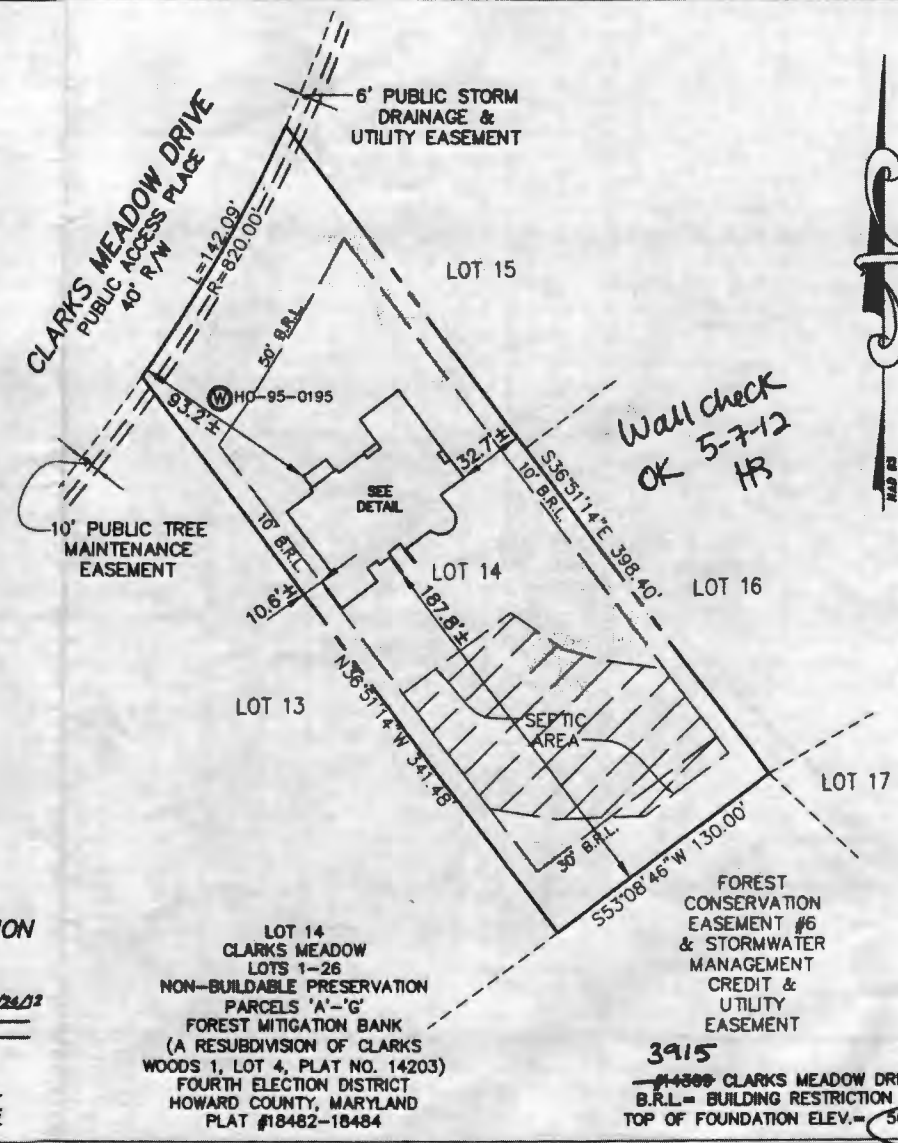 6' PUBLIC STORM
DRAINAGE &
UTILITY EASEMENT
CLARKS MEADOW DRIVE
PUBLIC ACCESS PLACE
40' R/W
L=142.09'
R=820.00'
LOT 15
50' B.R.L.
W HO-95-0195
93.2'±
Wall check
OK 5-7-12
HB
32.7'±
10' B.R.L.
S36°51'14"E 398.40'
SEE
DETAIL
10' PUBLIC TREE
MAINTENANCE
EASEMENT
10' B.R.L.
LOT 14
10.6'±
187.8'±
LOT 16
LOT 13
N36°51'14"W 341.48'
SEPTIC
AREA
LOT 17
30' B.R.L.
S53°08'46"W 130.00'
FOREST
CONSERVATION
EASEMENT #6
& STORMWATER
MANAGEMENT
CREDIT &
UTILITY
EASEMENT
LOT 14
CLARKS MEADOW
LOTS 1-26
NON-BUILDABLE PRESERVATION
PARCELS 'A'-'G'
FOREST MITIGATION BANK
(A RESUBDIVISION OF CLARKS
WOODS 1, LOT 4, PLAT NO. 14203)
FOURTH ELECTION DISTRICT
HOWARD COUNTY, MARYLAND
PLAT #18482-18484
3915
CLARKS MEADOW DRI
B.R.L.= BUILDING RESTRICTION
TOP OF FOUNDATION ELEV.=